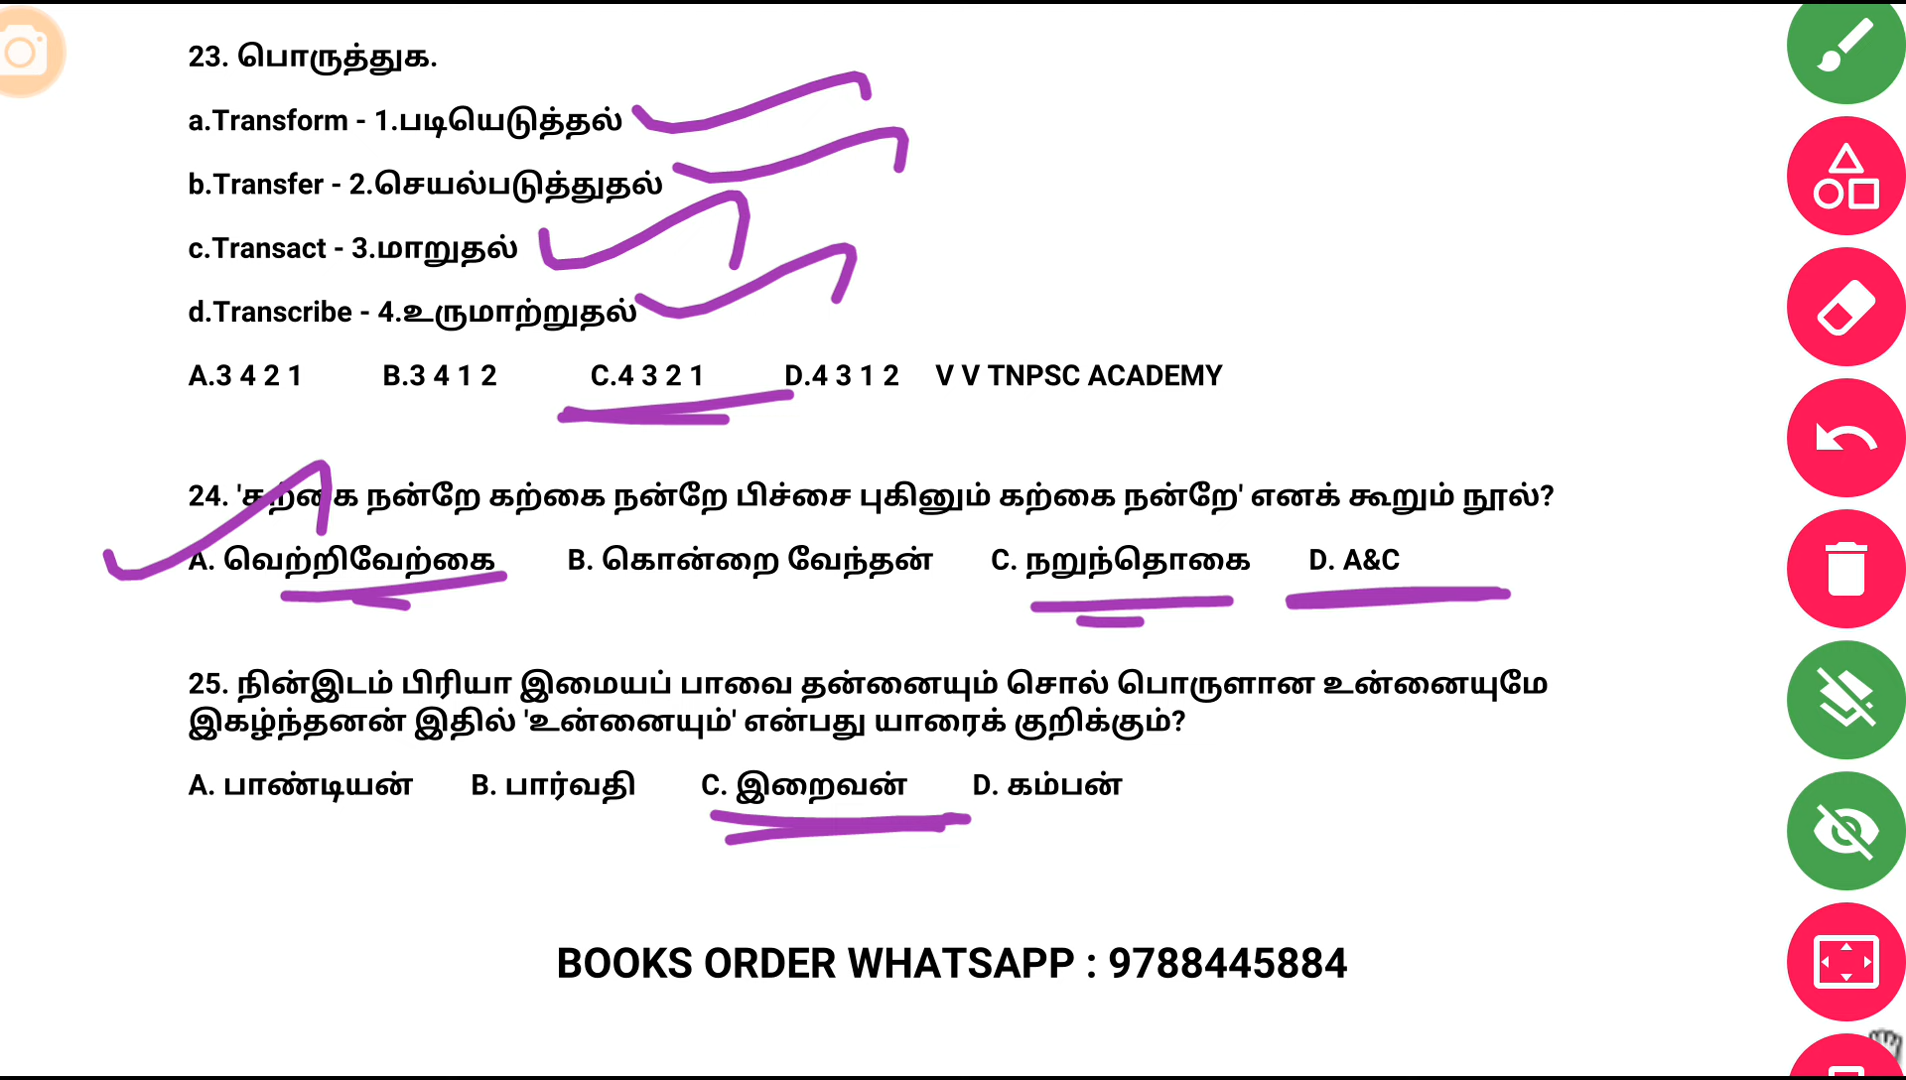 23. பொருத்துக.
a.Transform - 1.படியெடுத்தல்
b.Transfer - 2.செயல்படுத்துதல்
c.Transact - 3.மாறுதல்
d.Transcribe - 4.உருமாற்றுதல்
A.3 4 2 1 B.3 4 1 2 C.4 3 2 1 D.4 3 1 2 V V TNPSC ACADEMY
24. 'கற்கை நன்றே கற்கை நன்றே பிச்சை புகினும் கற்கை நன்றே' எனக் கூறும் நூல்?
A. வெற்றிவேற்கை B. கொன்றை வேந்தன் C. நறுந்தொகை D. A&C
25. நின்இடம் பிரியா இமையப் பாவை தன்னையும் சொல் பொருளான உன்னையுமே
இகழ்ந்தனன் இதில் 'உன்னையும்' என்பது யாரைக் குறிக்கும்?
A. பாண்டியன் B. பார்வதி C. இறைவன் D. கம்பன்
BOOKS ORDER WHATSAPP : 9788445884